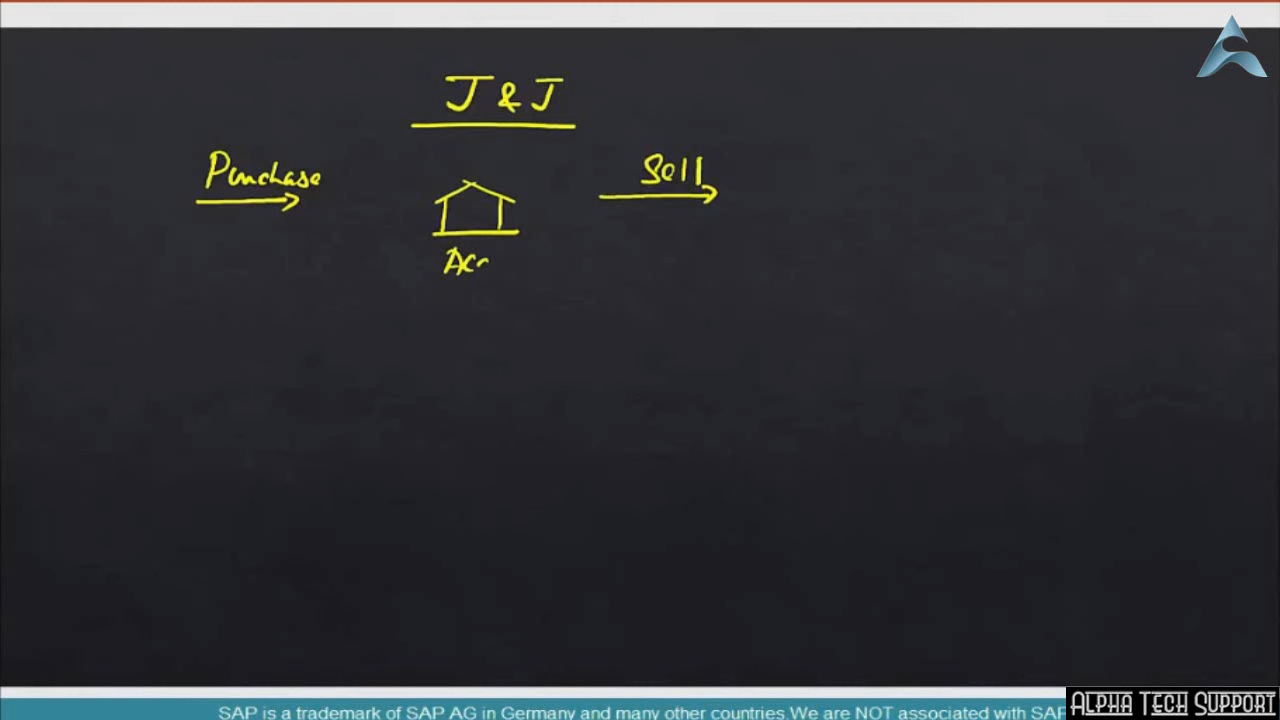 J & J
Purchase
Sell
Acc
SAP is a trademark of SAP AG in Germany and many other countries.We are NOT associated with SAP
ALPHA TECH SUPPORT